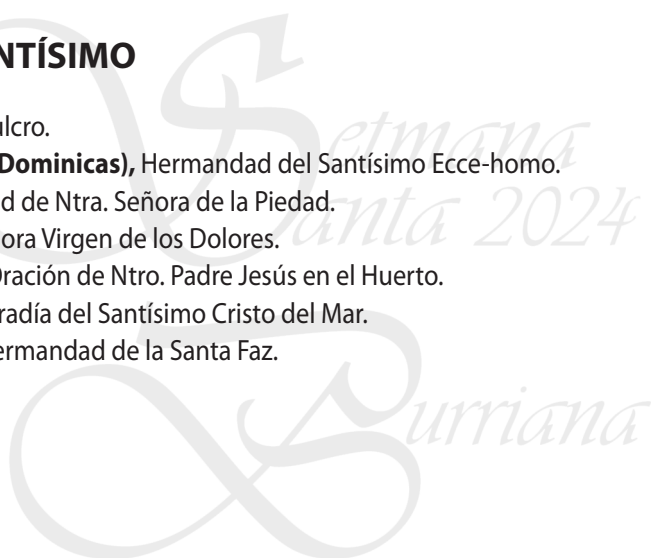 NTÍSIMO
ulcro.
Dominicas), Hermandad del Santísimo Ecce-homo.
d de Ntra. Señora de la Piedad.
ora Virgen de los Dolores.
Oración de Ntro. Padre Jesús en el Huerto.
radía del Santísimo Cristo del Mar.
ermandad de la Santa Faz.
Setmana
Santa 2024
Burriana